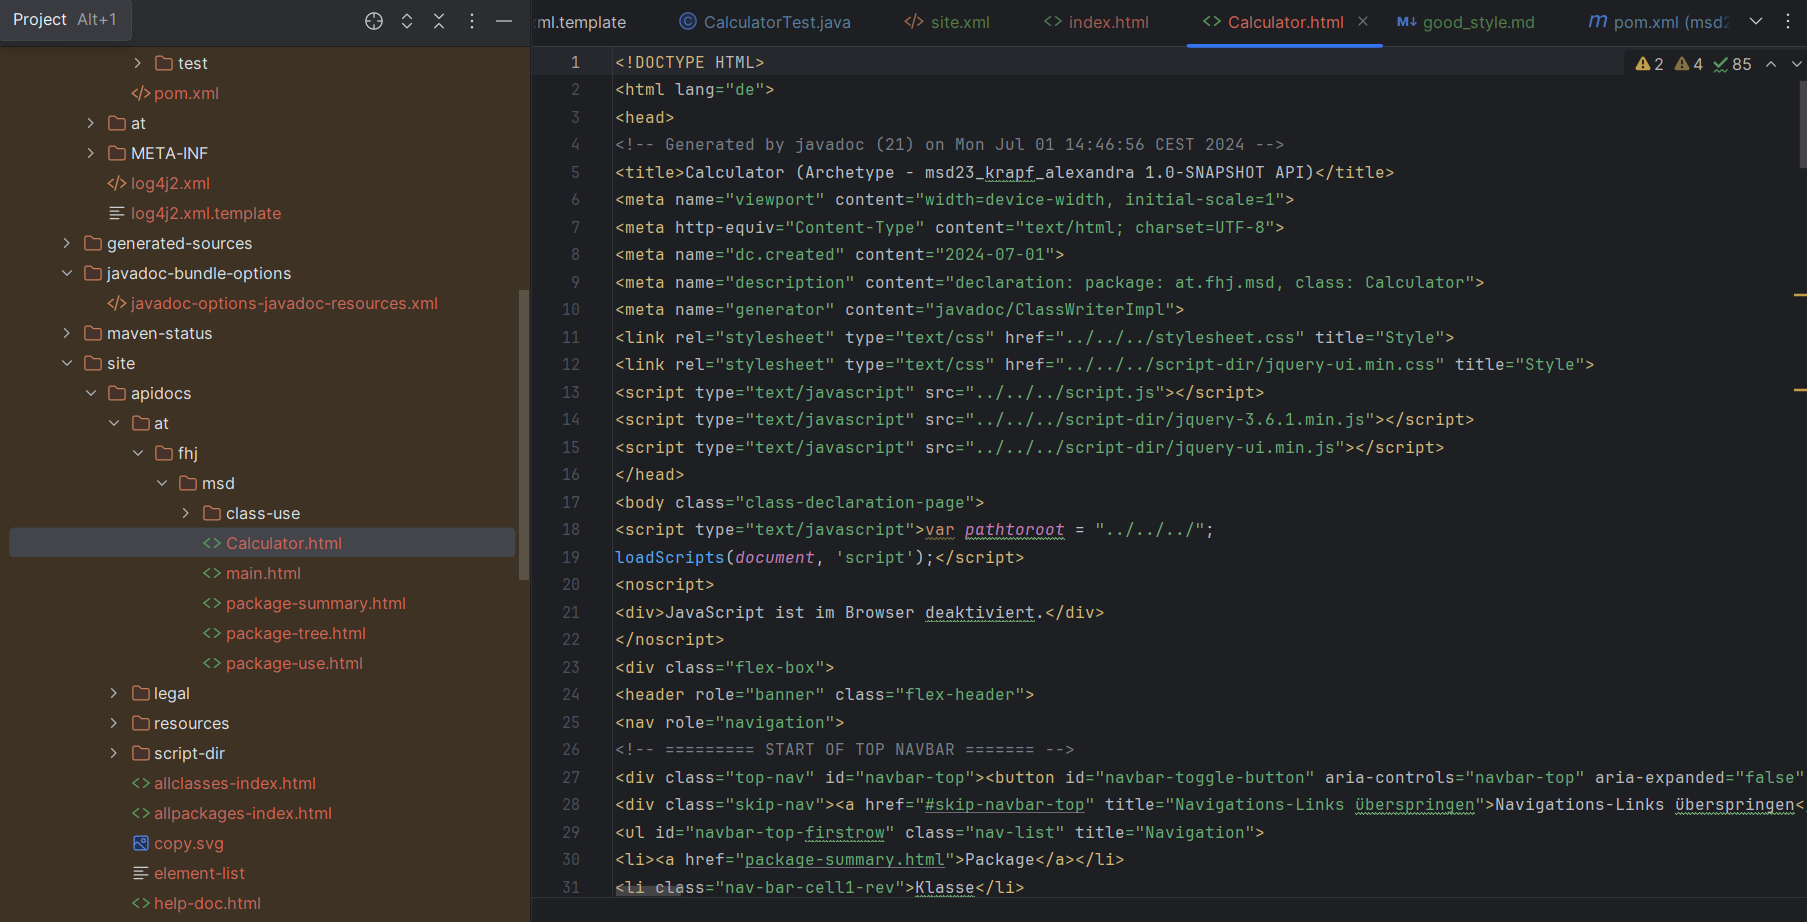 Project Alt+1
test
pom.xml
at
META-INF
log4j2.xml
log4j2.xml.template
generated-sources
javadoc-bundle-options
javadoc-options-javadoc-resources.xml
maven-status
site
apidocs
at
fhj
msd
class-use
Calculator.html
main.html
package-summary.html
package-tree.html
package-use.html
legal
resources
script-dir
allclasses-index.html
allpackages-index.html
copy.svg
element-list
help-doc.html
ml.template CalculatorTest.java site.xml index.html Calculator.html M↓ good_style.md m pom.xml (msd2
2 4 85
1 <!DOCTYPE HTML>
2 <html lang="de">
3 <head>
4 <!-- Generated by javadoc (21) on Mon Jul 01 14:46:56 CEST 2024 -->
5 <title>Calculator (Archetype - msd23_krapf_alexandra 1.0-SNAPSHOT API)</title>
6 <meta name="viewport" content="width=device-width, initial-scale=1">
7 <meta http-equiv="Content-Type" content="text/html; charset=UTF-8">
8 <meta name="dc.created" content="2024-07-01">
9 <meta name="description" content="declaration: package: at.fhj.msd, class: Calculator">
10 <meta name="generator" content="javadoc/ClassWriterImpl">
11 <link rel="stylesheet" type="text/css" href="../../../stylesheet.css" title="Style">
12 <link rel="stylesheet" type="text/css" href="../../../script-dir/jquery-ui.min.css" title="Style">
13 <script type="text/javascript" src="../../../script.js"></script>
14 <script type="text/javascript" src="../../../script-dir/jquery-3.6.1.min.js"></script>
15 <script type="text/javascript" src="../../../script-dir/jquery-ui.min.js"></script>
16 </head>
17 <body class="class-declaration-page">
18 <script type="text/javascript">var pathtoroot = "../../../";
19 loadScripts(document, 'script');</script>
20 <noscript>
21 <div>JavaScript ist im Browser deaktiviert.</div>
22 </noscript>
23 <div class="flex-box">
24 <header role="banner" class="flex-header">
25 <nav role="navigation">
26 <!-- ========= START OF TOP NAVBAR ======= -->
27 <div class="top-nav" id="navbar-top"><button id="navbar-toggle-button" aria-controls="navbar-top" aria-expanded="false"
28 <div class="skip-nav"><a href="#skip-navbar-top" title="Navigations-Links überspringen">Navigations-Links überspringen<
29 <ul id="navbar-top-firstrow" class="nav-list" title="Navigation">
30 <li><a href="package-summary.html">Package</a></li>
31 <li class="nav-bar-cell1-rev">Klasse</li>